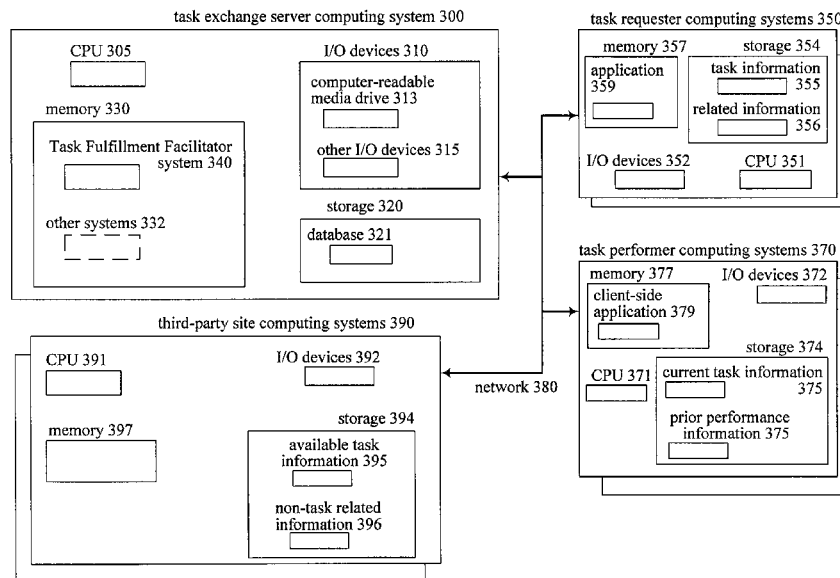 task exchange server computing system 300
CPU 305
I/O devices 310
computer-readable
media drive 313
memory 330
Task Fulfillment Facilitator
system 340
other I/O devices 315
other systems 332
storage 320
database 321
task requester computing systems 350
memory 357
storage 354
application
359
task information
355
related information
356
I/O devices 352
CPU 351
task performer computing systems 370
memory 377
I/O devices 372
client-side
application 379
storage 374
CPU 371
current task information
375
prior performance
information 375
third-party site computing systems 390
CPU 391
I/O devices 392
network 380
memory 397
storage 394
available task
information 395
non-task related
information 396